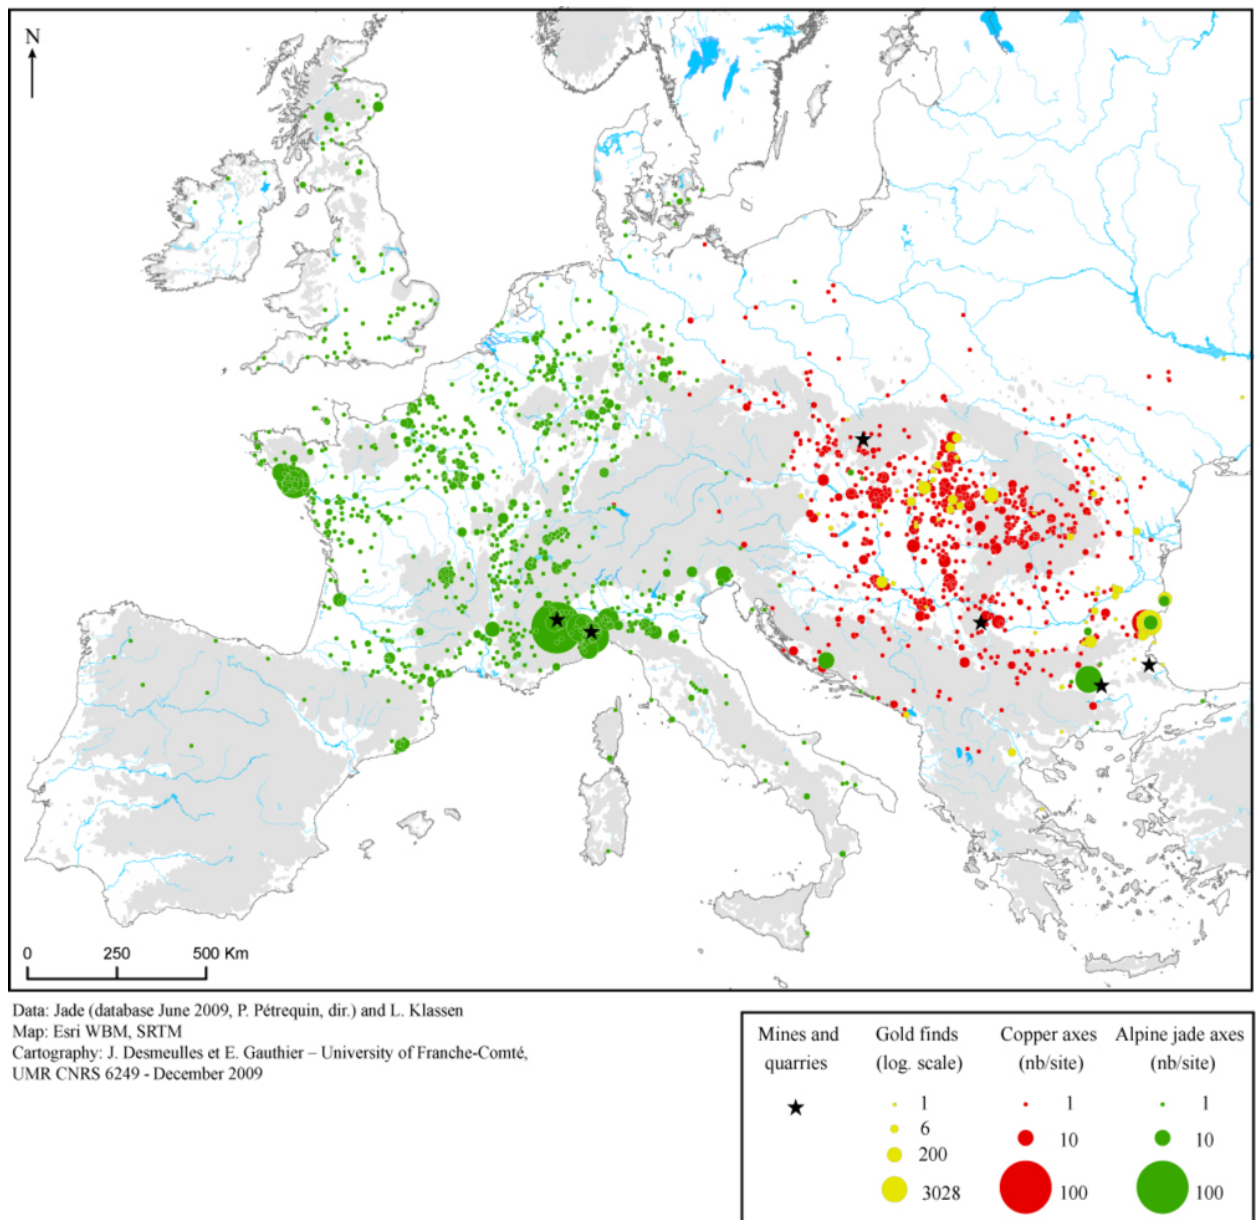 N
0 250 500 Km
Data: Jade (database June 2009, P. Pétrequin, dir.) and L. Klassen
Map: Esri WBM, SRTM
Cartography: J. Desmeulles et E. Gauthier – University of Franche-Comté,
UMR CNRS 6249 - December 2009
Mines and quarries
Gold finds (log. scale)
1
6
200
3028
Copper axes (nb/site)
1
10
100
Alpine jade axes (nb/site)
1
10
100